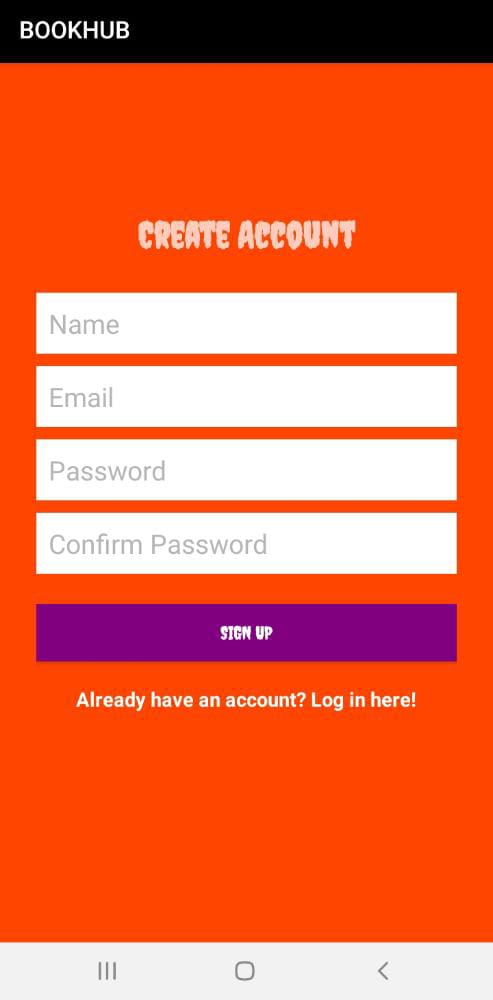 BOOKHUB
CREATE ACCOUNT
Name
Email
Password
Confirm Password
SIGN UP
Already have an account? Log in here!